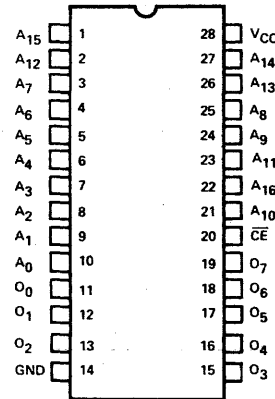 A15 1 28 VCC
A12 2 27 A14
A7 3 26 A13
A6 4 25 A8
A5 5 24 A9
A4 6 23 A11
A3 7 22 A16
A2 8 21 A10
A1 9 20 CE
A0 10 19 O7
O0 11 18 O6
O1 12 17 O5
O2 13 16 O4
GND 14 15 O3